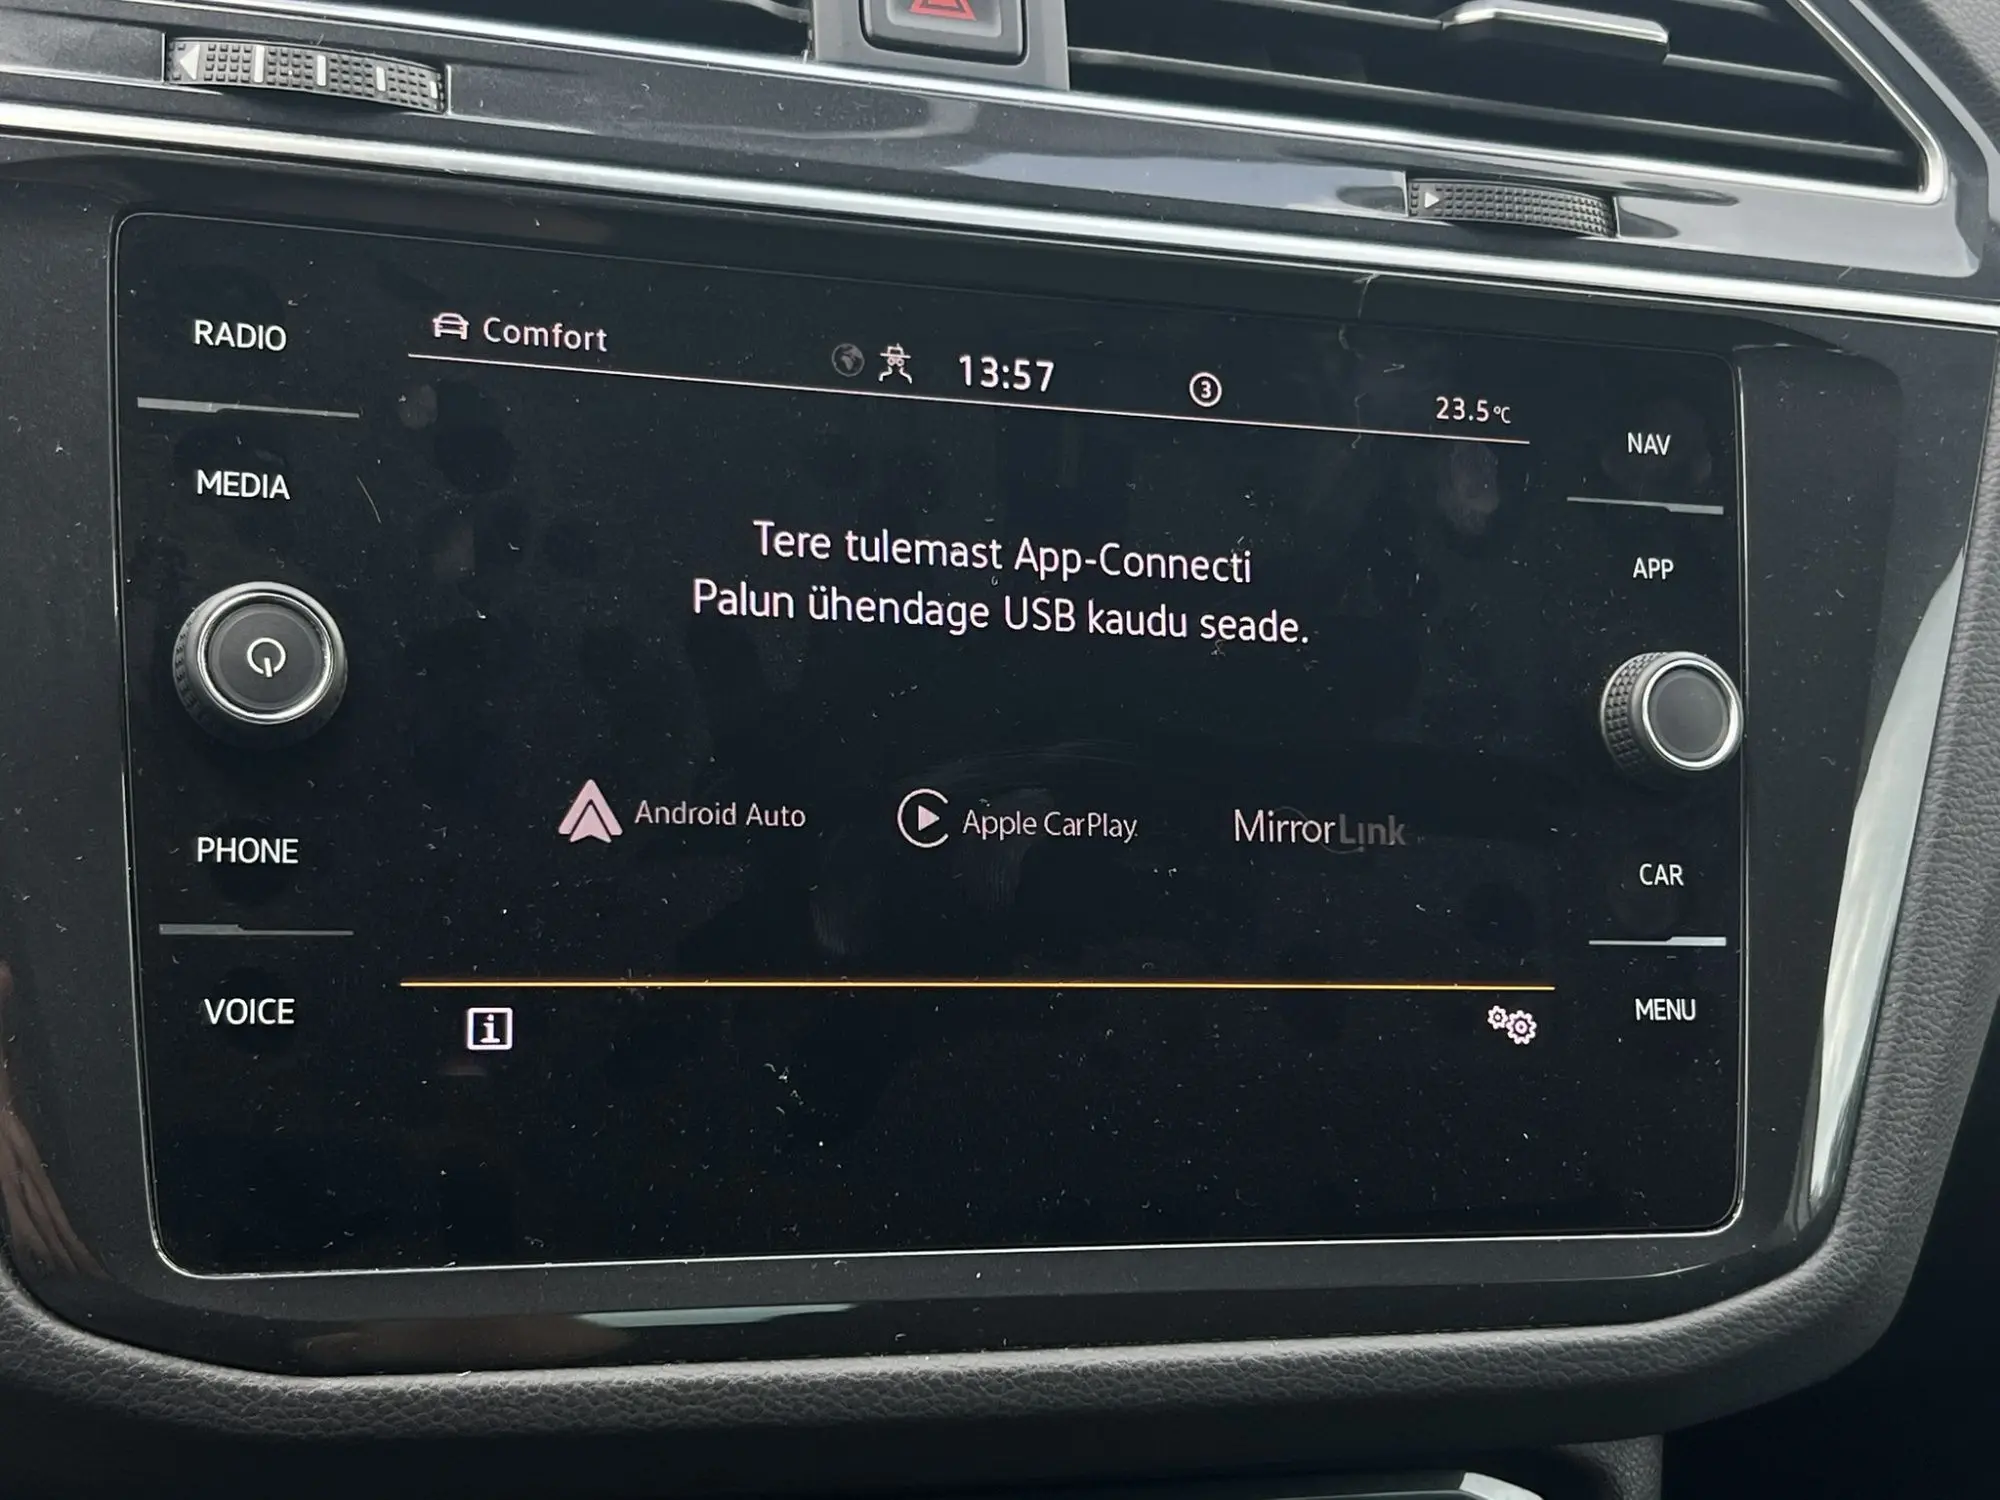 RADIO
MEDIA
PHONE
VOICE
Comfort
13:57
3
23.5°C
Tere tulemast App-Connecti
Palun ühendage USB kaudu seade.
Android Auto
Apple CarPlay
MirrorLink
i
NAV
APP
CAR
MENU